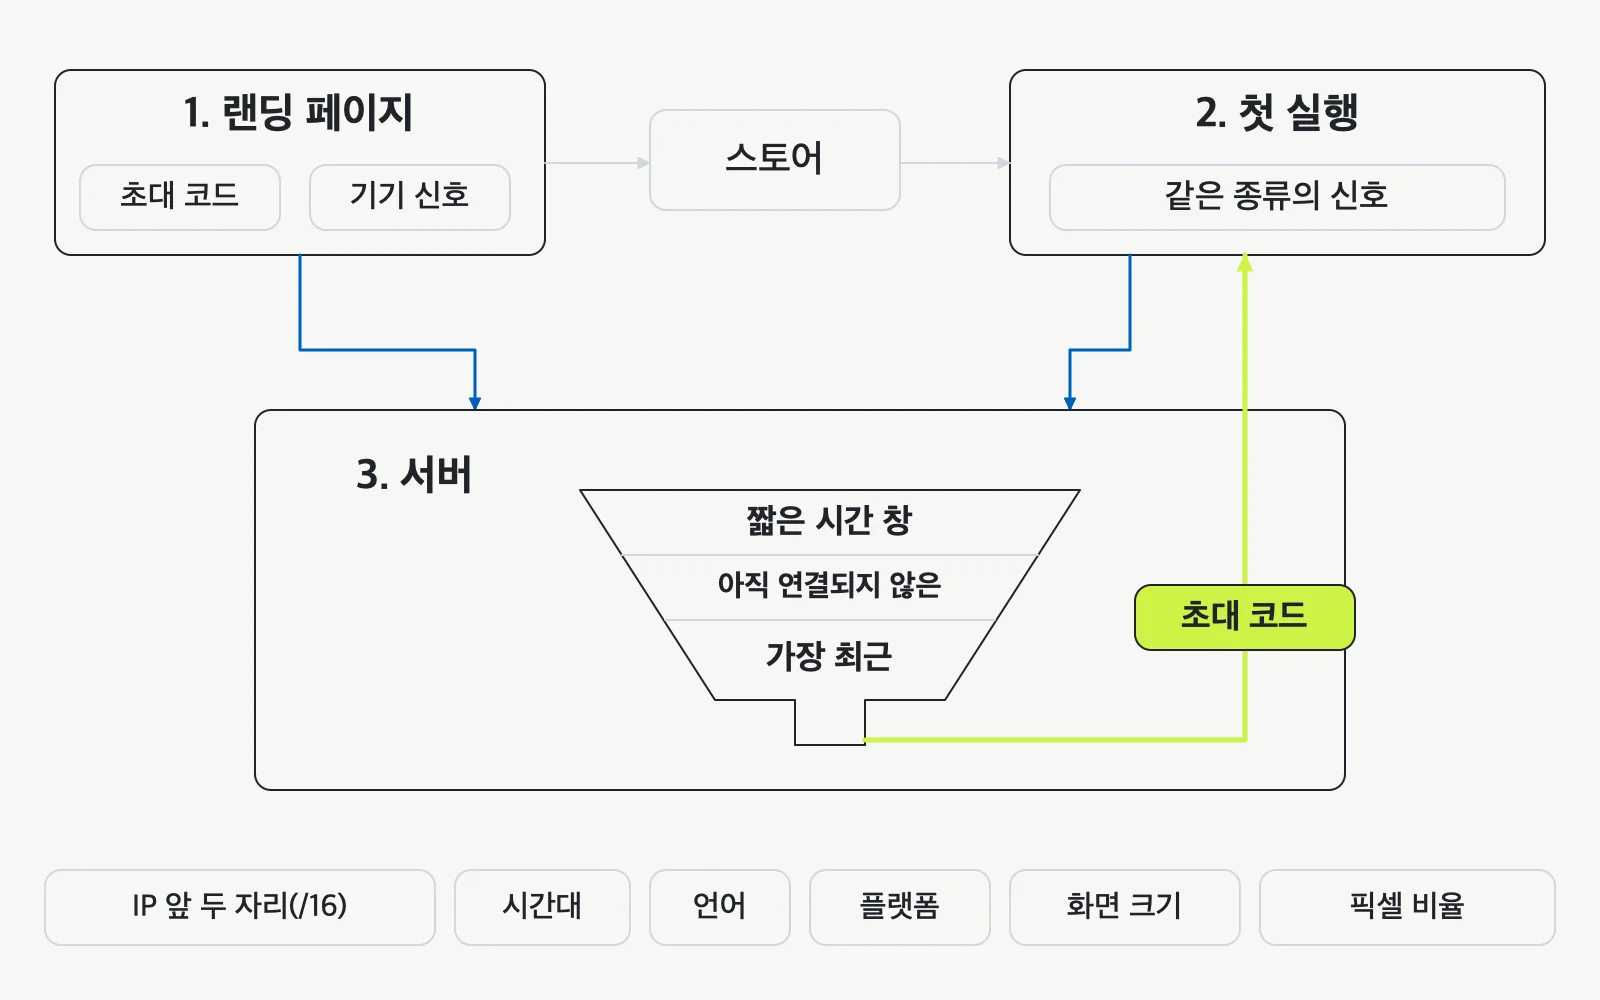 1. 랜딩 페이지
초대 코드
기기 신호
스토어
2. 첫 실행
같은 종류의 신호
3. 서버
짧은 시간 창
아직 연결되지 않은
가장 최근
초대 코드
IP 앞 두 자리(/16)
시간대
언어
플랫폼
화면 크기
픽셀 비율